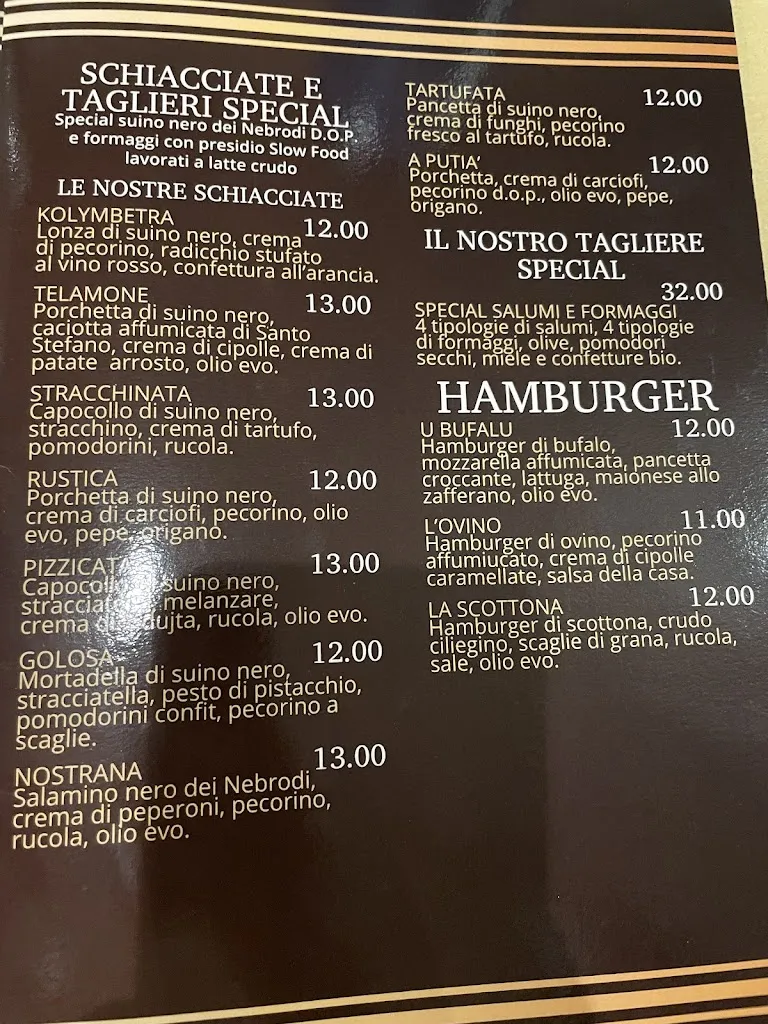 SCHIACCIATE E
TAGLIERI SPECIAL
Special suino nero dei Nebrodi D.O.P.
e formaggi con presidio Slow Food
lavorati a latte crudo
LE NOSTRE SCHIACCIATE
KOLYMBETRA 12.00
Lonza di suino nero, crema
di pecorino, radicchio stufato
al vino rosso, confettura all'arancia.
TELAMONE 13.00
Porchetta di suino nero,
caciotta affumicata di Santo
Stefano, crema di cipolle, crema di
patate arrosto, olio evo.
STRACCHINATA 13.00
Capocollo di suino nero,
stracchino, crema di tartufo,
pomodorini, rucola.
RUSTICA 12.00
Porchetta di suino nero,
crema di carciofi, pecorino, olio
evo, pepe, origano.
13.00
suino nero,
melanzare,
crema rucola, olio evo.
GOLOSA 12.00
Mortadella di suino nero,
stracciatella, pesto di pistacchio,
pomodorini confit, pecorino a
scaglie.
NOSTRANA 13.00
Salamino nero dei Nebrodi,
crema di peperoni, pecorino,
rucola, olio evo.
TARTUFATA 12.00
Pancetta di suino nero,
crema di funghi, pecorino
fresco al tartufo, rucola.
A PUTIA' 12.00
Porchetta, crema di carciofi,
pecorino d.o.p., olio evo, pepe,
origano.
IL NOSTRO TAGLIERE
SPECIAL
32.00
SPECIAL SALUMI E FORMAGGI
4 tipologie di salumi, 4 tipologie
di formaggi, olive, pomodori
secchi, miele e confetture bio.
HAMBURGER
U BUFALU 12.00
Hamburger di bufalo,
mozzarella affumicata, pancetta
croccante, lattuga, maionese allo
zafferano, olio evo.
L'OVINO 11.00
Hamburger di ovino, pecorino
affumiucato, crema di cipolle
caramellate, salsa della casa.
LA SCOTTONA 12.00
Hamburger di scottona, crudo
ciliegino, scaglie di grana, rucola,
sale, olio evo.